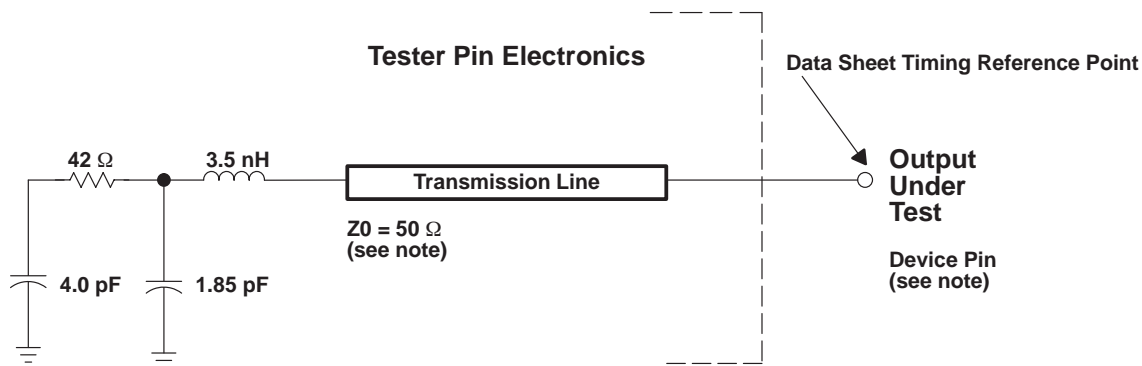 Tester Pin Electronics
Data Sheet Timing Reference Point
42 Ω
3.5 nH
Transmission Line
Output
Under
Test
Z0 = 50 Ω
(see note)
Device Pin
(see note)
4.0 pF
1.85 pF